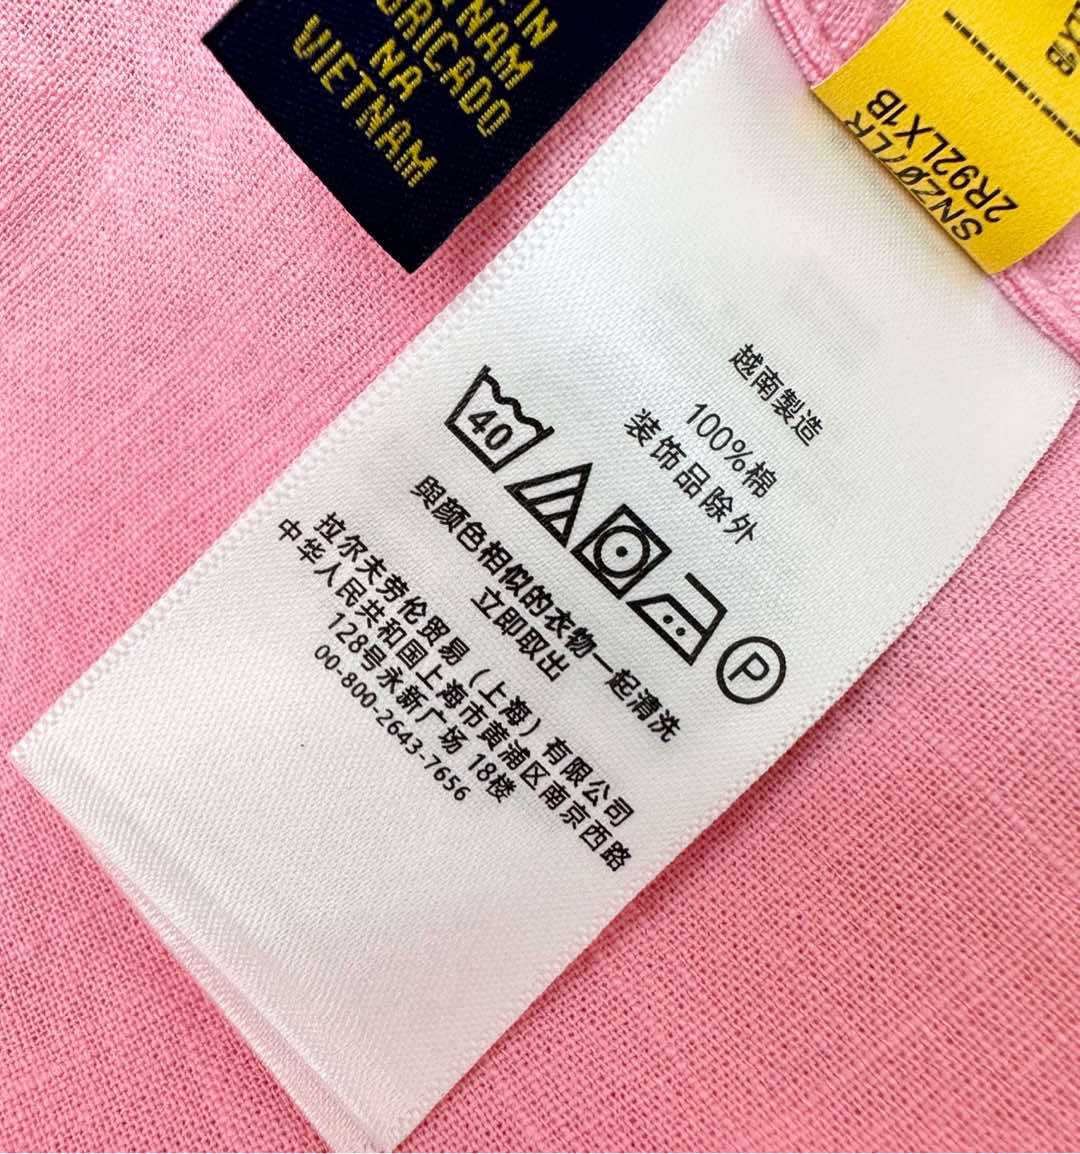 IN
NAM
RICADO
NA
VIETNAM
SNZ07LR
2R92LX1B
越南製造
100%棉
装饰品除外
40
P
與颜色相似的衣物一起清洗
立即取出
拉尔夫劳伦贸易（上海）有限公司
中华人民共和国上海市黄浦区南京西路
128号永新广场 18楼
00-800-2643-7656